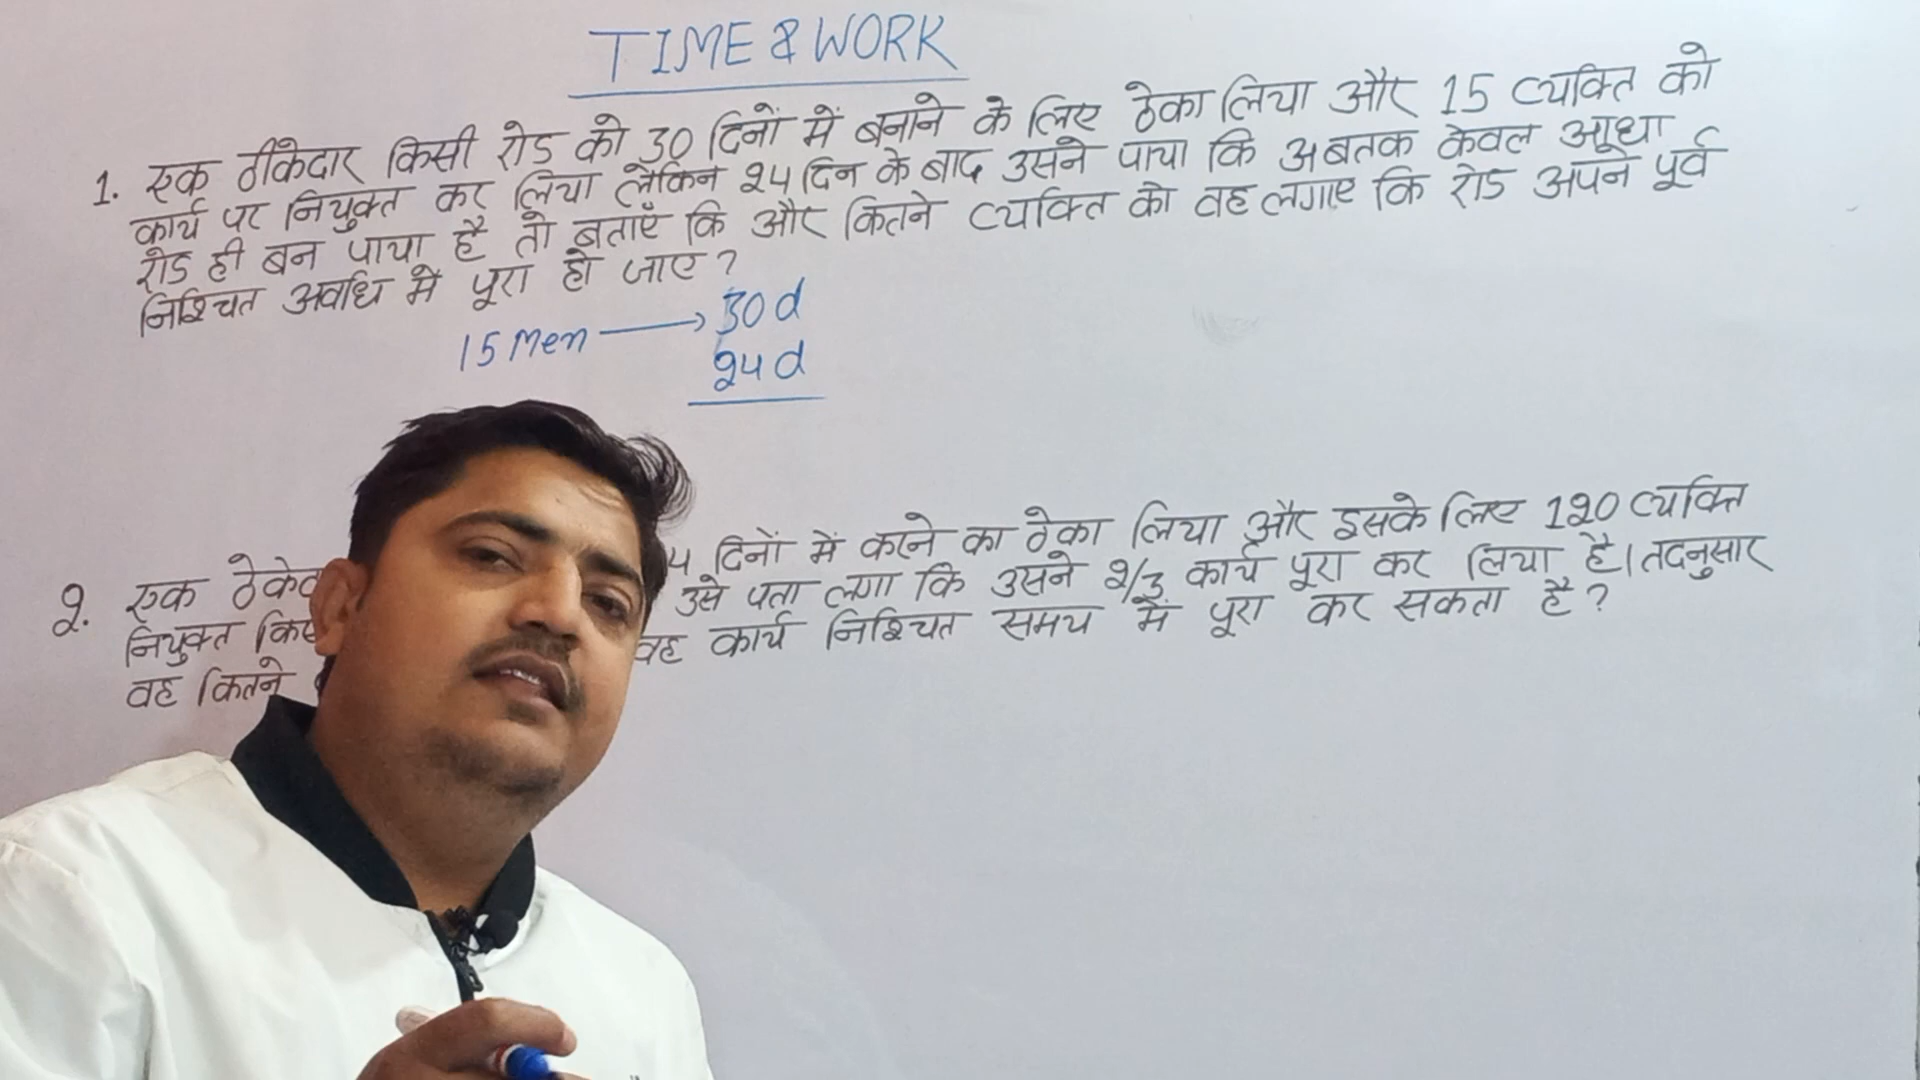 TIME & WORK
1. एक ठीकेदार किसी रोड को 30 दिनों में बनाने के लिए ठेका लिया और 15 व्यक्ति को
कार्य पर नियुक्त कर लिया लेकिन 24 दिन के बाद उसने पाया कि अबतक केवल आधा
रोड ही बन पाया है तो बताएँ कि और कितने व्यक्ति को वह लगाए कि रोड अपने पूर्व
निश्चित अवधि में पूरा हो जाए ?
15 Men → 30 d
24 d
2. एक दिनों में करने का ठेका लिया और इसके लिए 120 व्यक्ति
नियुक्त उसे पता लगा कि उसने 2/3 कार्य पूरा कर लिया है। तदनुसार
वह कितने वह कार्य निश्चित समय में पूरा कर सकता है ?